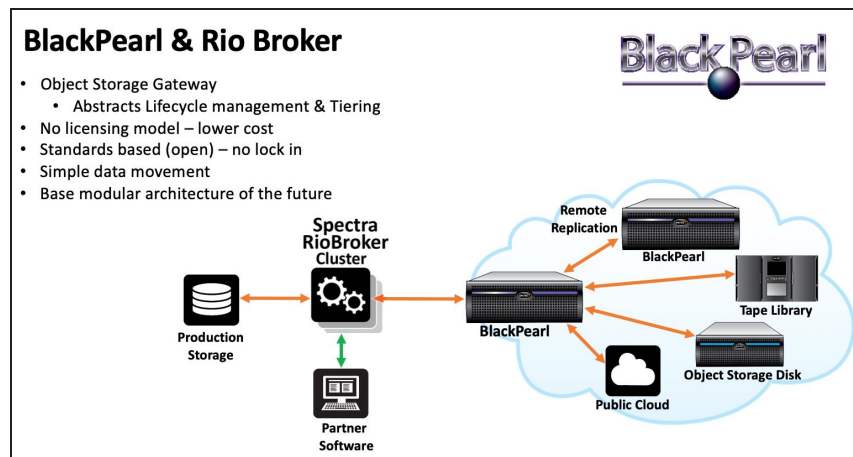 BlackPearl & Rio Broker
BlackPearl
• Object Storage Gateway
• Abstracts Lifecycle management & Tiering
• No licensing model – lower cost
• Standards based (open) – no lock in
• Simple data movement
• Base modular architecture of the future
Spectra
RioBroker
Cluster
Remote
Replication
BlackPearl
Tape Library
BlackPearl
Production
Storage
Object Storage Disk
Public Cloud
Partner
Software